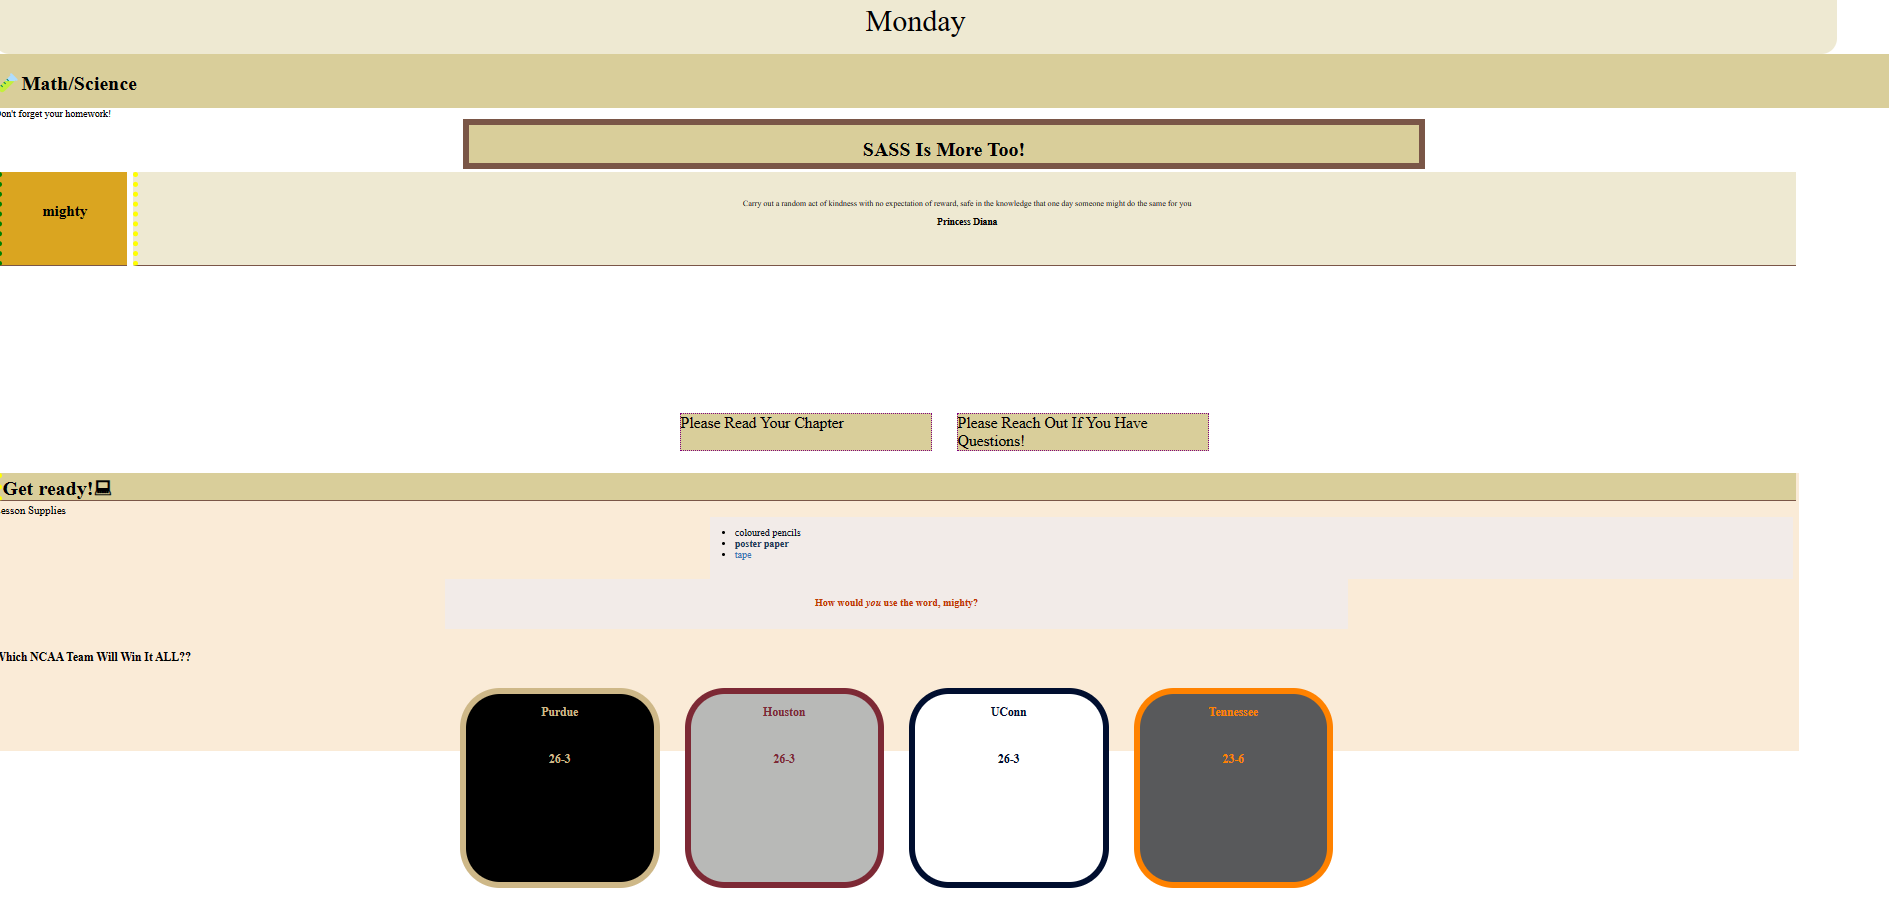 Monday
Math/Science
on't forget your homework!
SASS Is More Too!
mighty
Carry out a random act of kindness with no expectation of reward, safe in the knowledge that one day someone might do the same for you
Princess Diana
Please Read Your Chapter
Please Reach Out If You Have
Questions!
Get ready!
esson Supplies
coloured pencils
poster paper
tape
How would you use the word, mighty?
Which NCAA Team Will Win It ALL??
Purdue
Houston
UConn
Tennessee
26-3
26-3
26-3
23-6